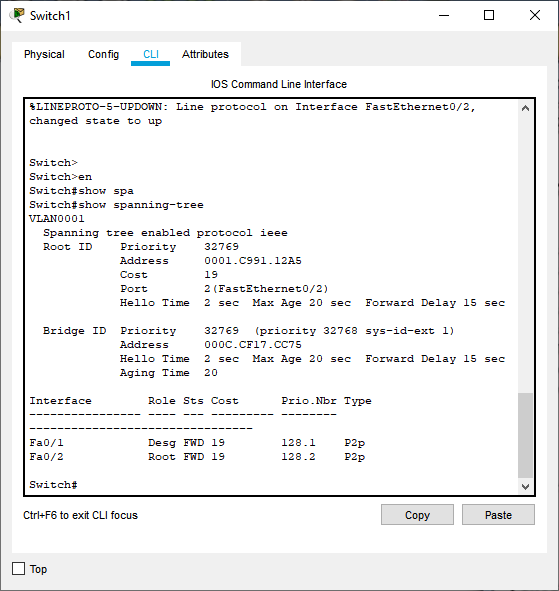 Switch1
Physical Config CLI Attributes
IOS Command Line Interface
%LINEPROTO-5-UPDOWN: Line protocol on Interface FastEthernet0/2,
changed state to up
Switch>
Switch>en
Switch#show spa
Switch#show spanning-tree
VLAN0001
  Spanning tree enabled protocol ieee
  Root ID    Priority    32769
             Address     0001.C991.12A5
             Cost        19
             Port        2(FastEthernet0/2)
             Hello Time  2 sec  Max Age 20 sec  Forward Delay 15 sec
  Bridge ID  Priority    32769  (priority 32768 sys-id-ext 1)
             Address     000C.CF17.CC75
             Hello Time  2 sec  Max Age 20 sec  Forward Delay 15 sec
             Aging Time  20
Interface        Role Sts Cost      Prio.Nbr Type
---------------- ---- --- --------- --------
--------------------------------
Fa0/1            Desg FWD 19        128.1    P2p
Fa0/2            Root FWD 19        128.2    P2p
Switch#
Ctrl+F6 to exit CLI focus
Copy Paste
Top